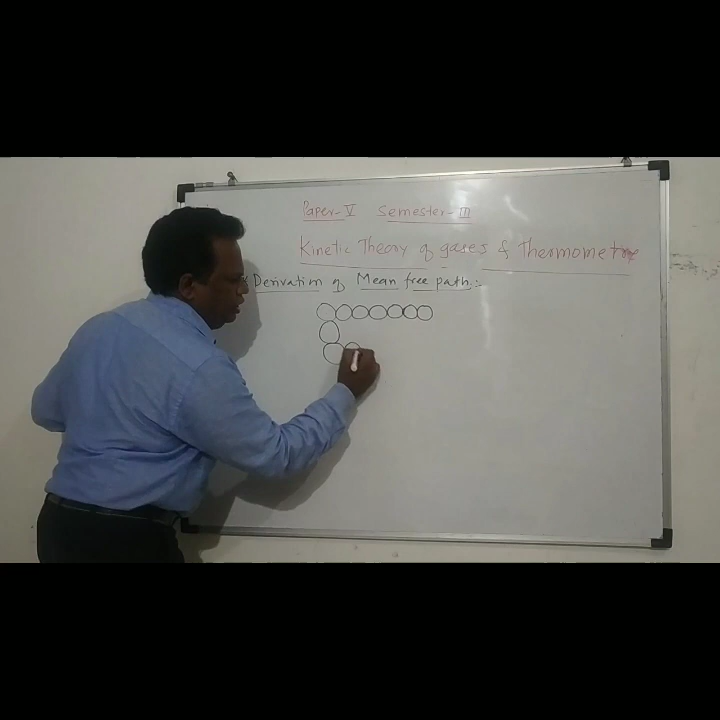 Paper-V Semester-III
Kinetic Theory of gases & Thermometry
Derivation of Mean free path:-